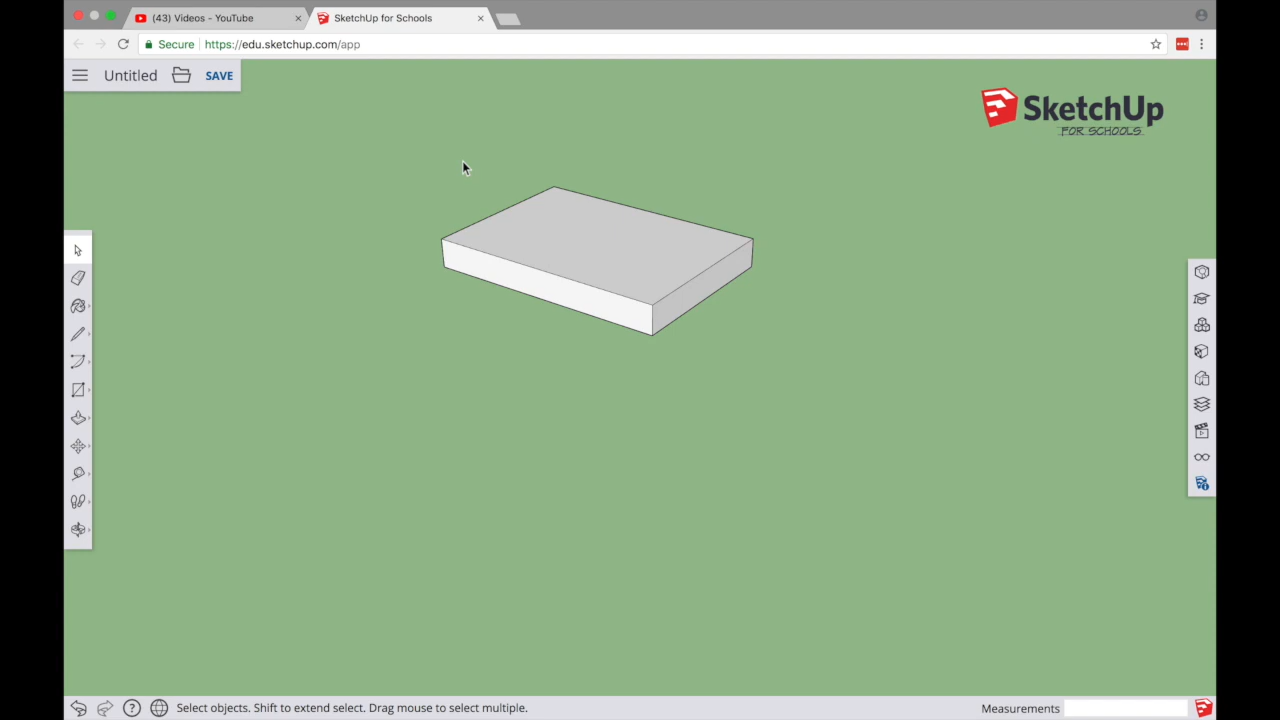 (43) Videos - YouTube
SketchUp for Schools
Secure
https://edu.sketchup.com/app
Untitled
SAVE
SketchUp
FOR SCHOOLS
Select objects. Shift to extend select. Drag mouse to select multiple.
Measurements